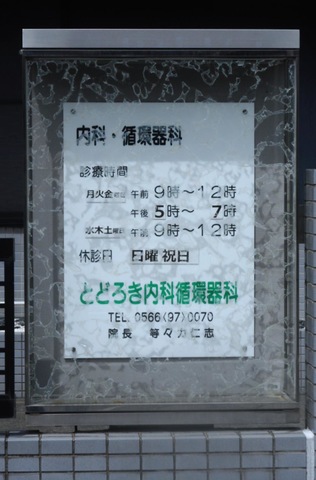 内科・循環器科
診療時間
月火金曜日 午前 9時～12時
午後 5時～ 7時
水木土曜日 午前 9時～12時
休診日 日曜 祝日
とどろき内科循環器科
TEL. 0566(97)0070
院長 等々力仁志